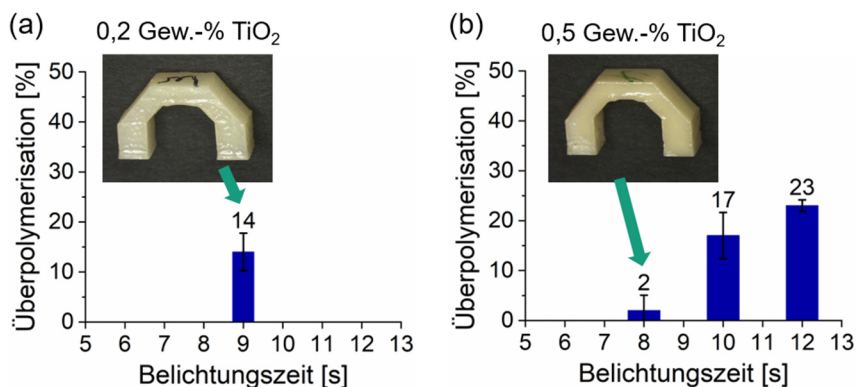 (a)
0,2 Gew.-% TiO₂
Überpolymerisation [%]
50
40
30
20
10
0
14
5 6 7 8 9 10 11 12 13
Belichtungszeit [s]
(b)
0,5 Gew.-% TiO₂
Überpolymerisation [%]
50
40
30
20
10
0
2
17
23
5 6 7 8 9 10 11 12 13
Belichtungszeit [s]